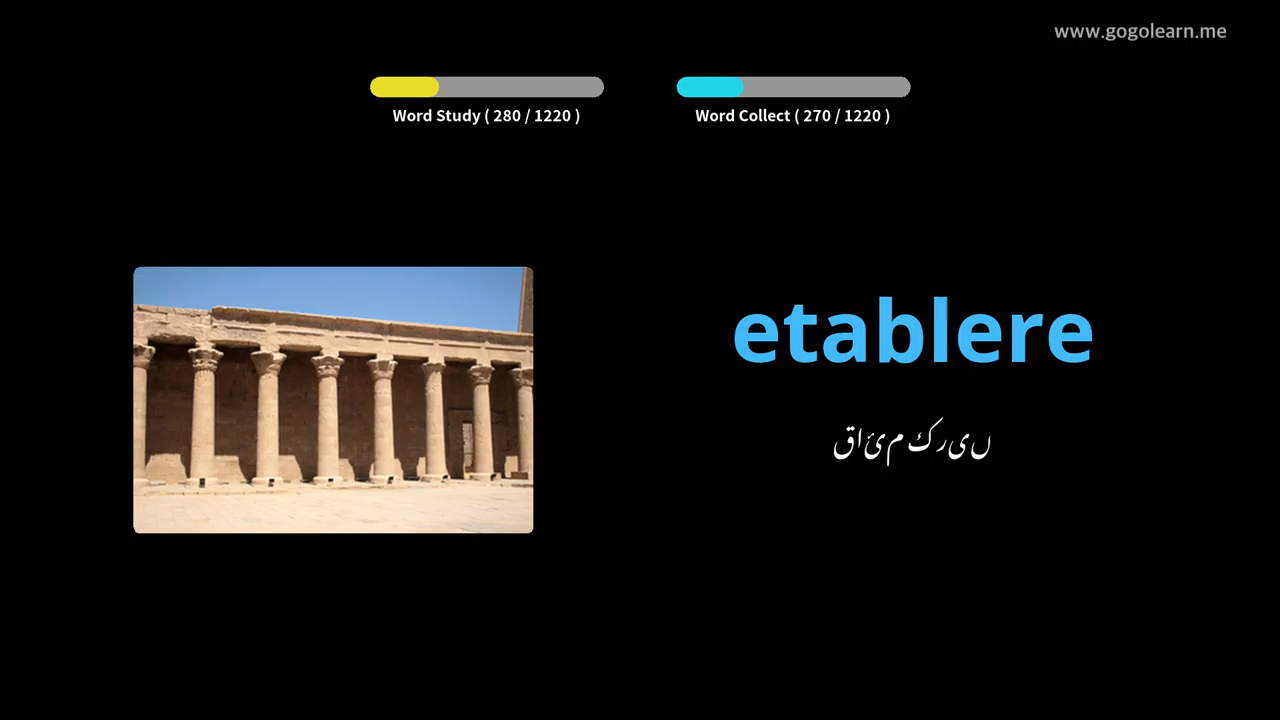 www.gogolearn.me
Word Study ( 280 / 1220 )
Word Collect ( 270 / 1220 )
etablere
قائم کریں